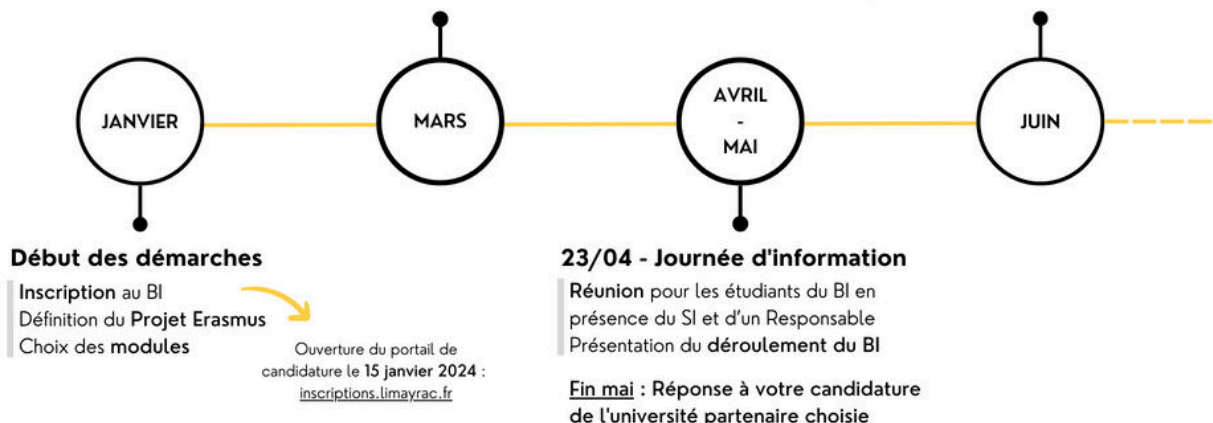 JANVIER
MARS
AVRIL
-
MAI
JUIN
Début des démarches
Inscription au BI
Définition du Projet Erasmus
Choix des modules
Ouverture du portail de
candidature le 15 janvier 2024 :
inscriptions.limayrac.fr
23/04 - Journée d'information
Réunion pour les étudiants du BI en
présence du SI et d'un Responsable
Présentation du déroulement du BI
Fin mai : Réponse à votre candidature
de l'université partenaire choisie